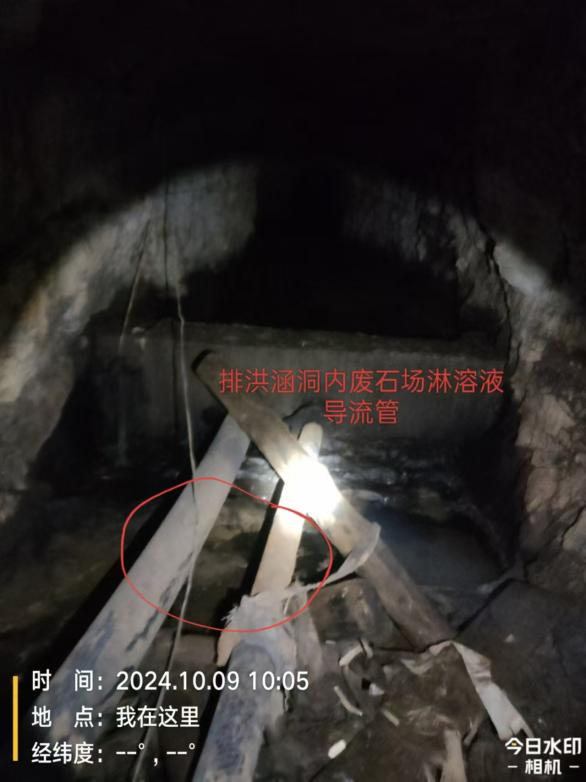 排洪涵洞内废石场淋溶液
导流管
时 间: 2024.10.09 10:05
地 点: 我在这里
经纬度: --°, --°
今日水印
－相机－